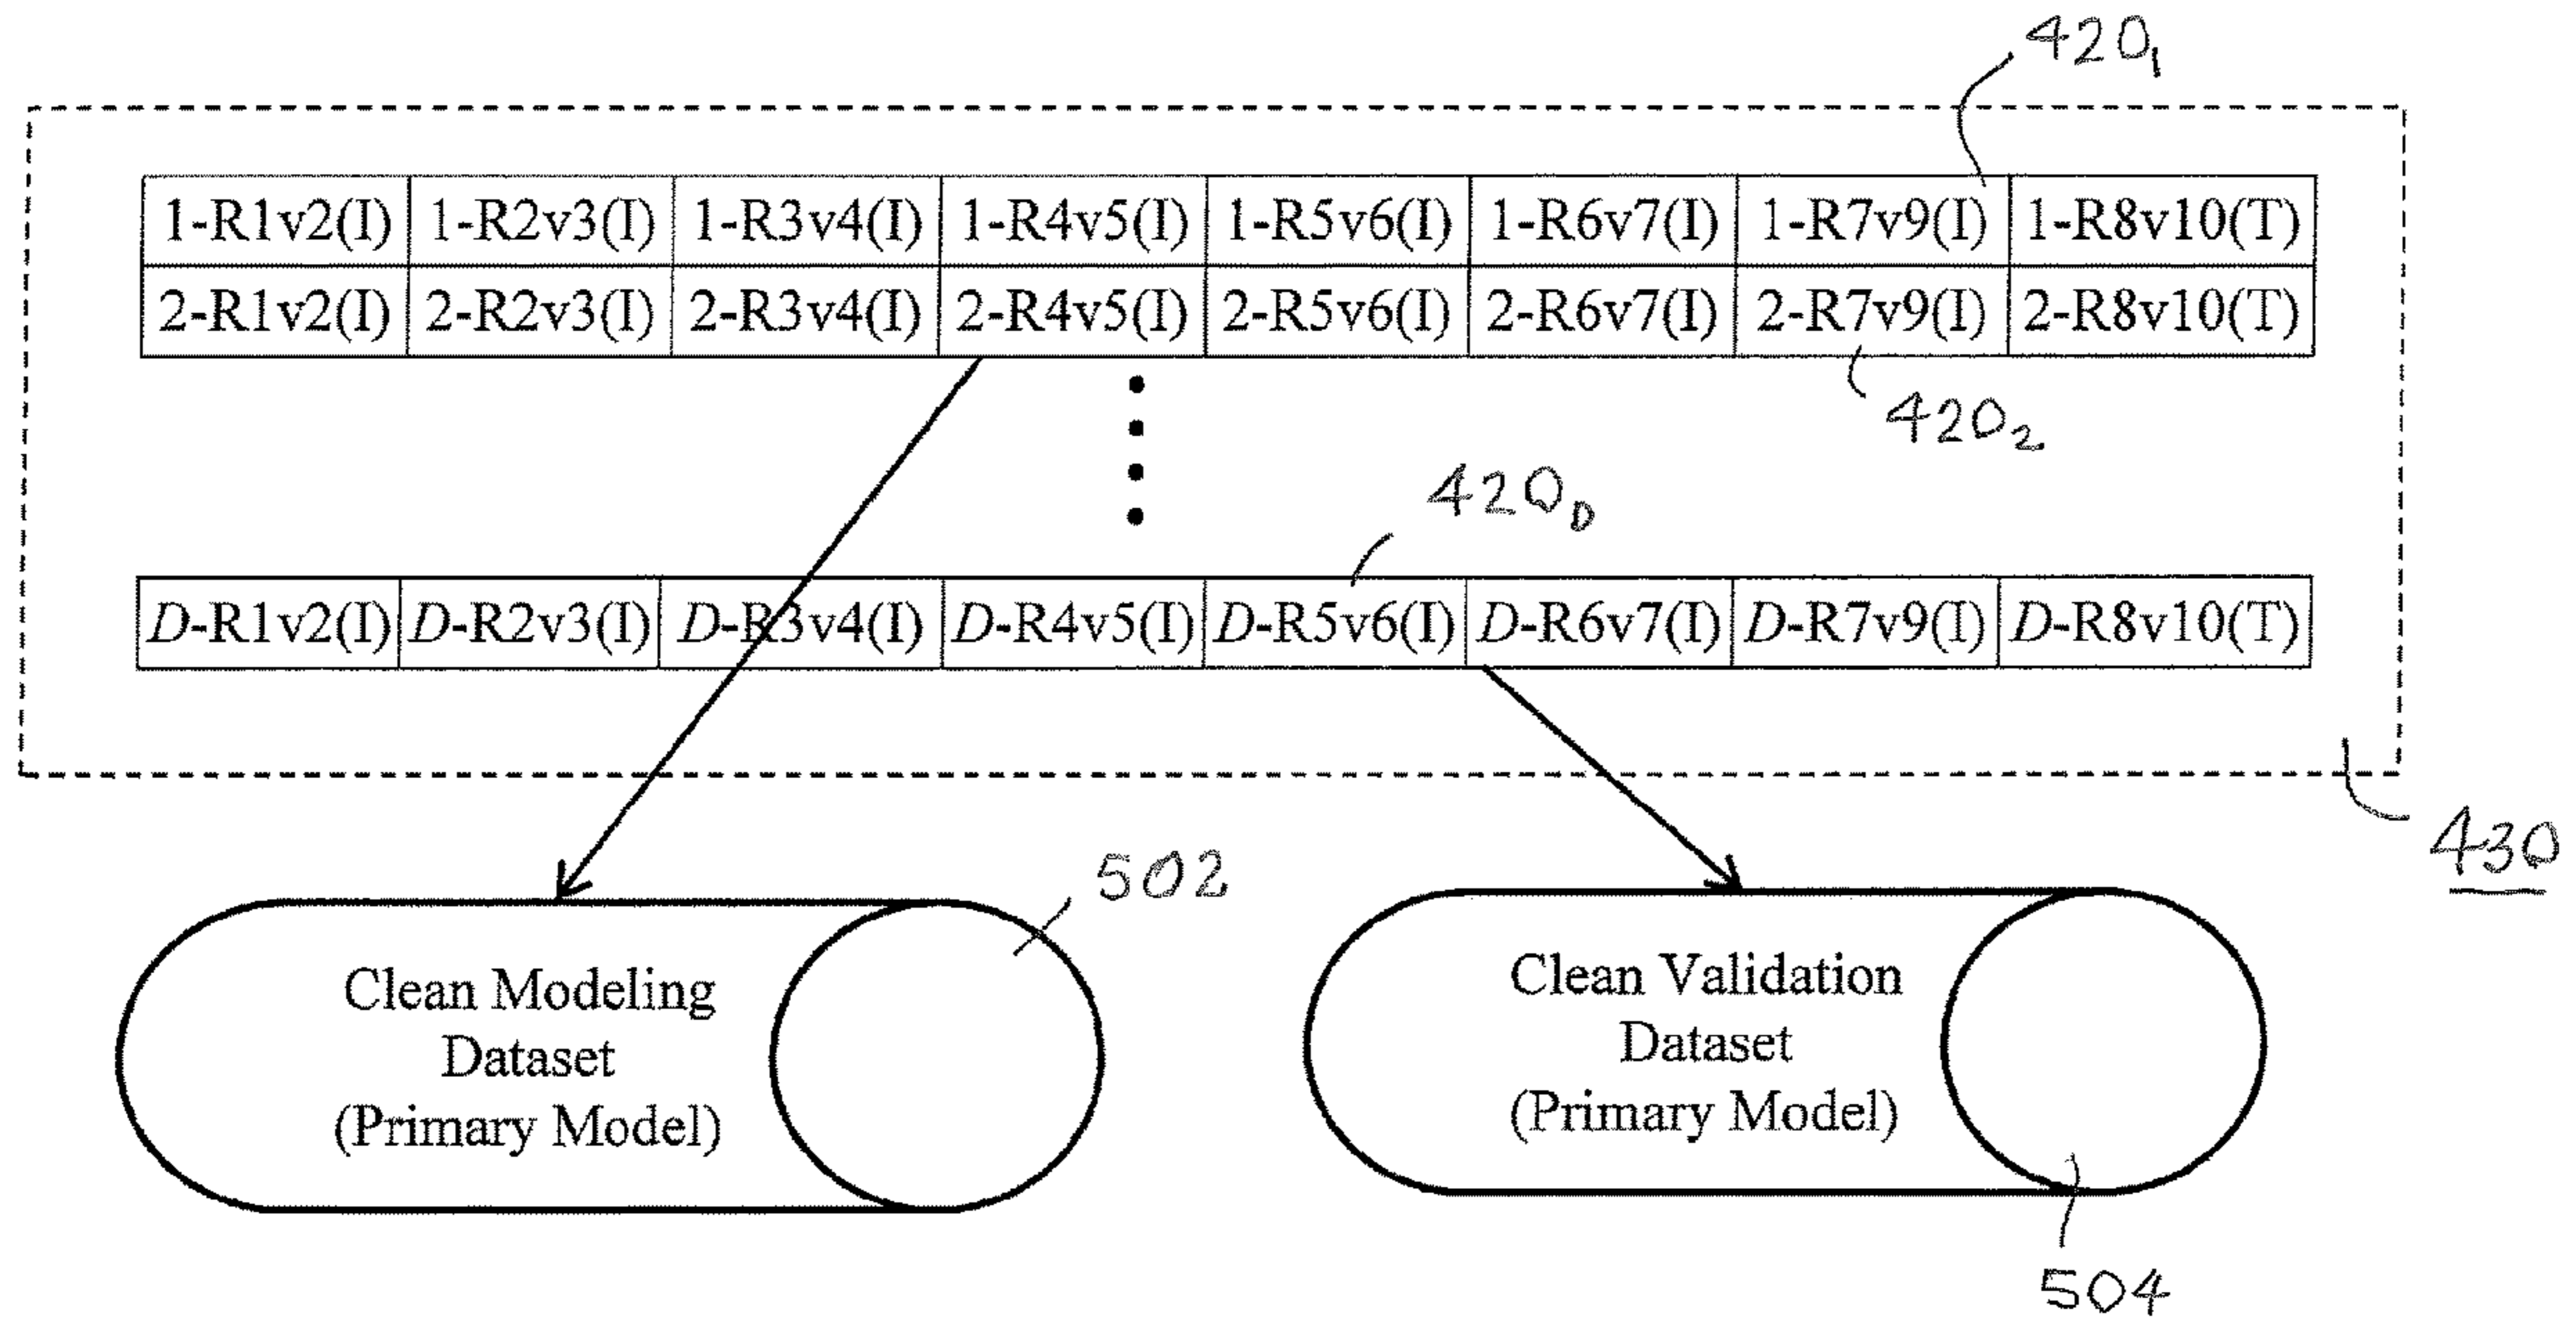 420₁
1-R1v2(I) 1-R2v3(I) 1-R3v4(I) 1-R4v5(I) 1-R5v6(I) 1-R6v7(I) 1-R7v9(I) 1-R8v10(T)
2-R1v2(I) 2-R2v3(I) 2-R3v4(I) 2-R4v5(I) 2-R5v6(I) 2-R6v7(I) 2-R7v9(I) 2-R8v10(T)
420₂
420_D
D-R1v2(I) D-R2v3(I) D-R3v4(I) D-R4v5(I) D-R5v6(I) D-R6v7(I) D-R7v9(I) D-R8v10(T)
430
502
Clean Modeling
Dataset
(Primary Model)
Clean Validation
Dataset
(Primary Model)
504